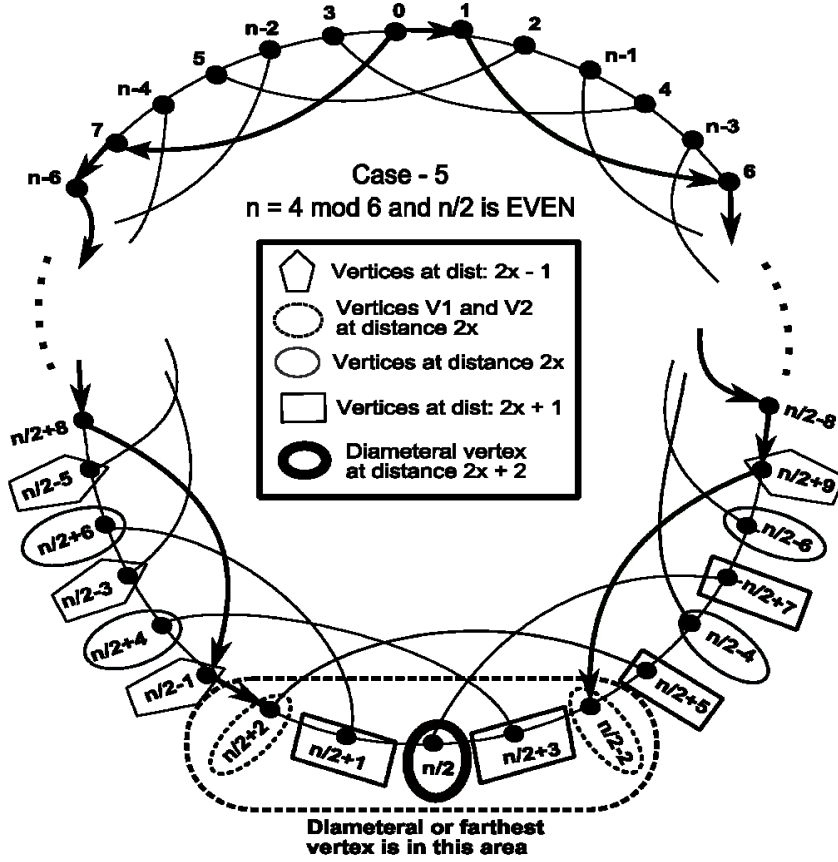 0
1
3
2
n-2
n-1
5
4
n-4
n-3
7
6
n-6
Case - 5
n = 4 mod 6 and n/2 is EVEN
Vertices at dist: 2x - 1
Vertices V1 and V2
at distance 2x
Vertices at distance 2x
Vertices at dist: 2x + 1
Diameteral vertex
at distance 2x + 2
n/2+8
n/2-8
n/2-5
n/2+9
n/2+6
n/2-6
n/2-3
n/2+7
n/2+4
n/2-4
n/2-1
n/2+5
n/2+2
n/2+1
n/2
n/2+3
n/2-2
Diameteral or farthest
vertex is in this area